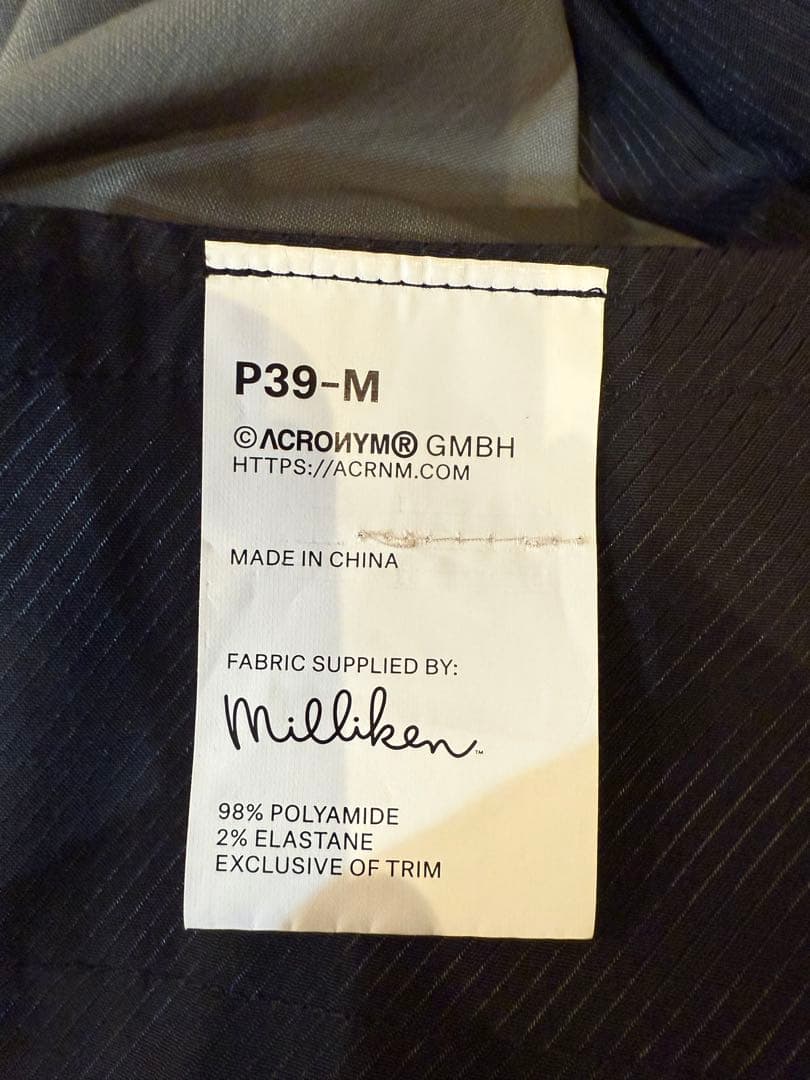 P39-M
©ACRONYM® GMBH
HTTPS://ACRNM.COM
MADE IN CHINA
FABRIC SUPPLIED BY:
Milliken™
98% POLYAMIDE
2% ELASTANE
EXCLUSIVE OF TRIM